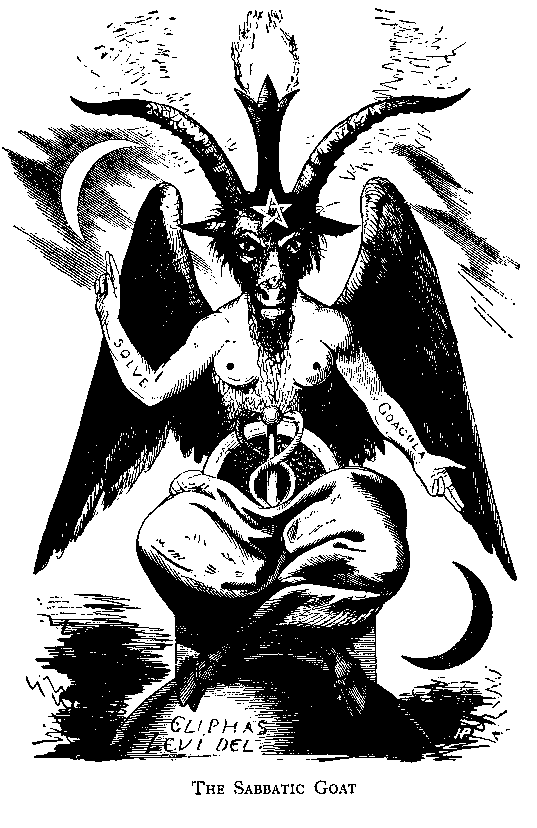 SOLVE
COAGULA
ELIPHAS
LEVI DEL
THE SABBATIC GOAT